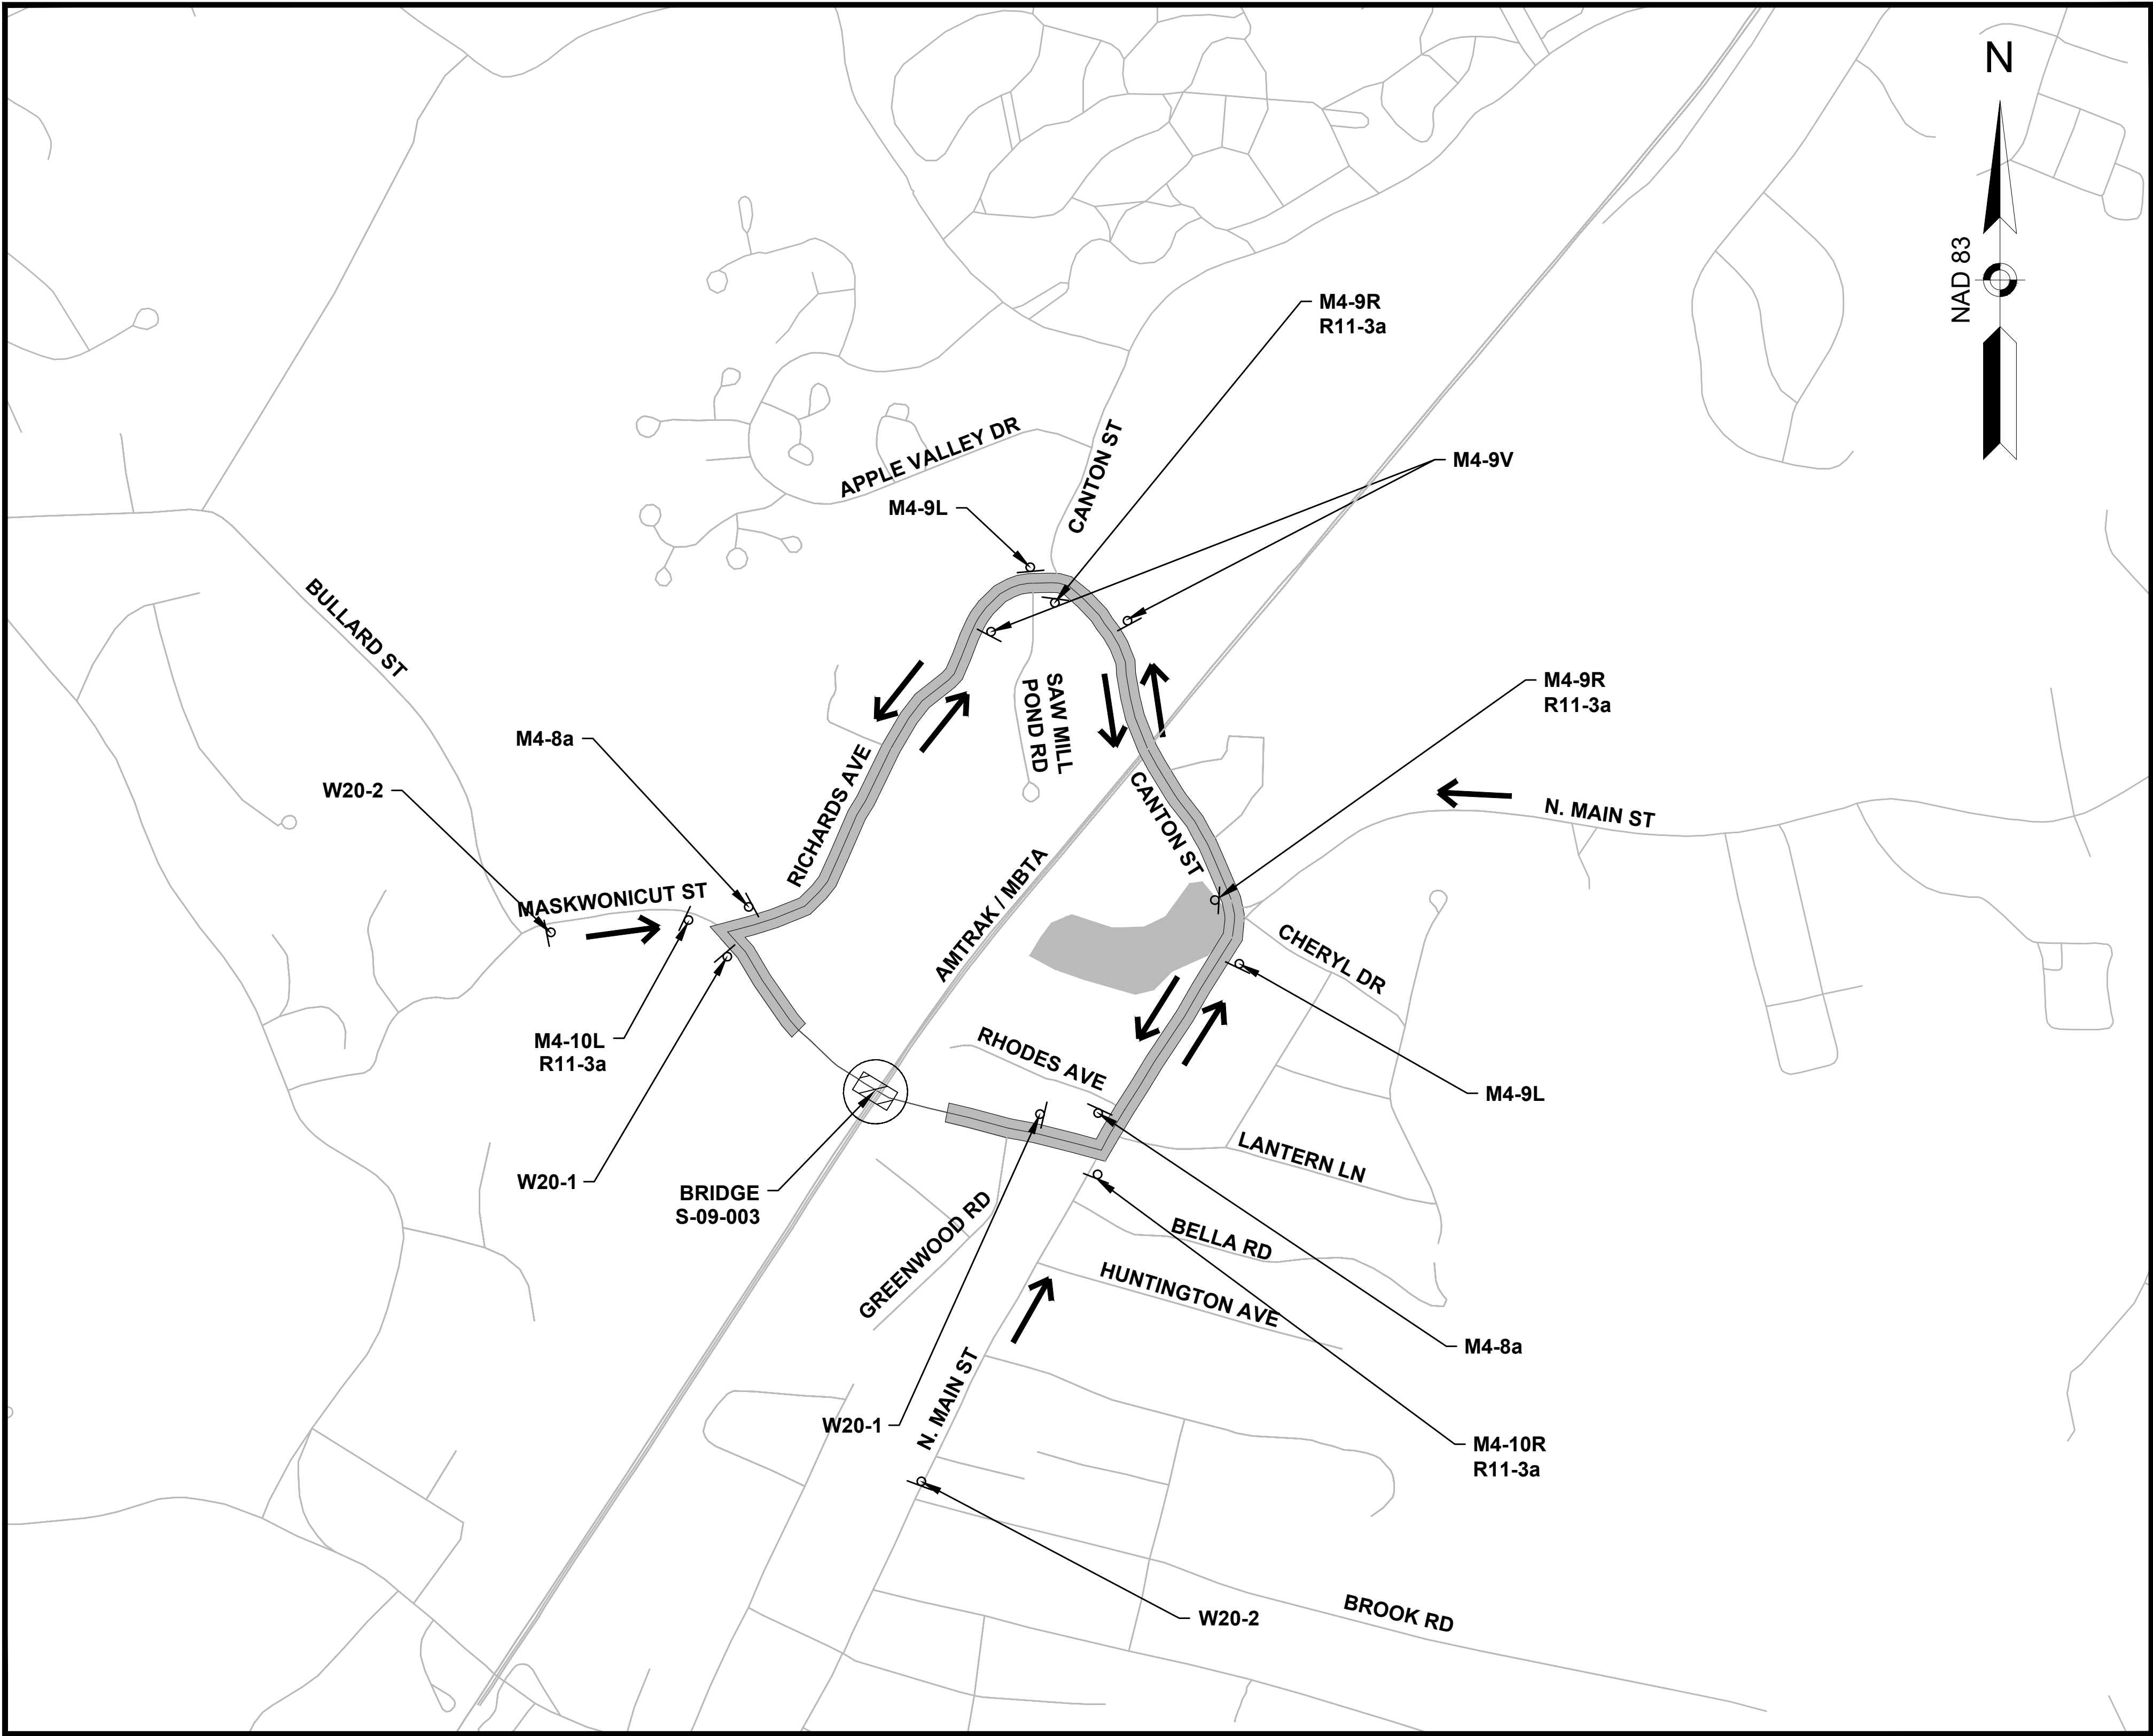 N
NAD 83
M4-9R
R11-3a
M4-9V
APPLE VALLEY DR
CANTON ST
M4-9L
BULLARD ST
M4-9R
R11-3a
SAW MILL
POND RD
M4-8a
W20-2
RICHARDS AVE
CANTON ST
N. MAIN ST
MASKWONICUT ST
AMTRAK / MBTA
CHERYL DR
M4-10L
R11-3a
RHODES AVE
M4-9L
LANTERN LN
W20-1
BRIDGE
S-09-003
GREENWOOD RD
BELLA RD
HUNTINGTON AVE
M4-8a
N. MAIN ST
W20-1
M4-10R
R11-3a
W20-2
BROOK RD